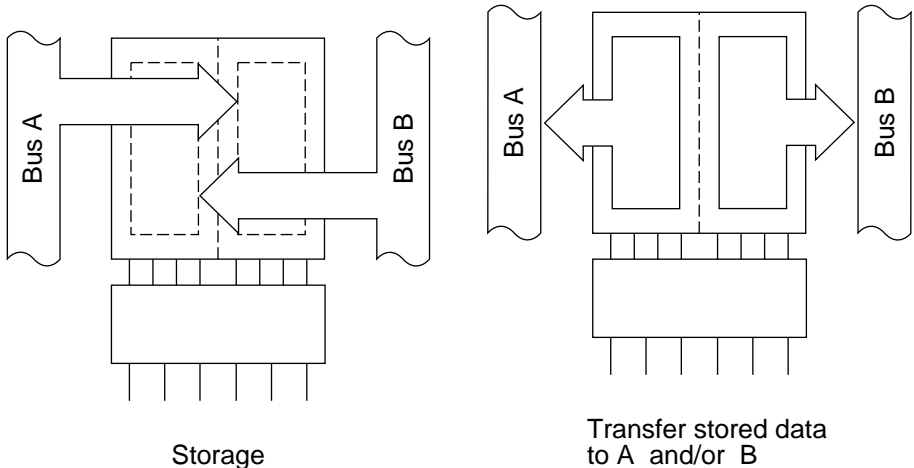 Bus A
Bus B
Storage
Bus A
Bus B
Transfer stored data
to A and/or B